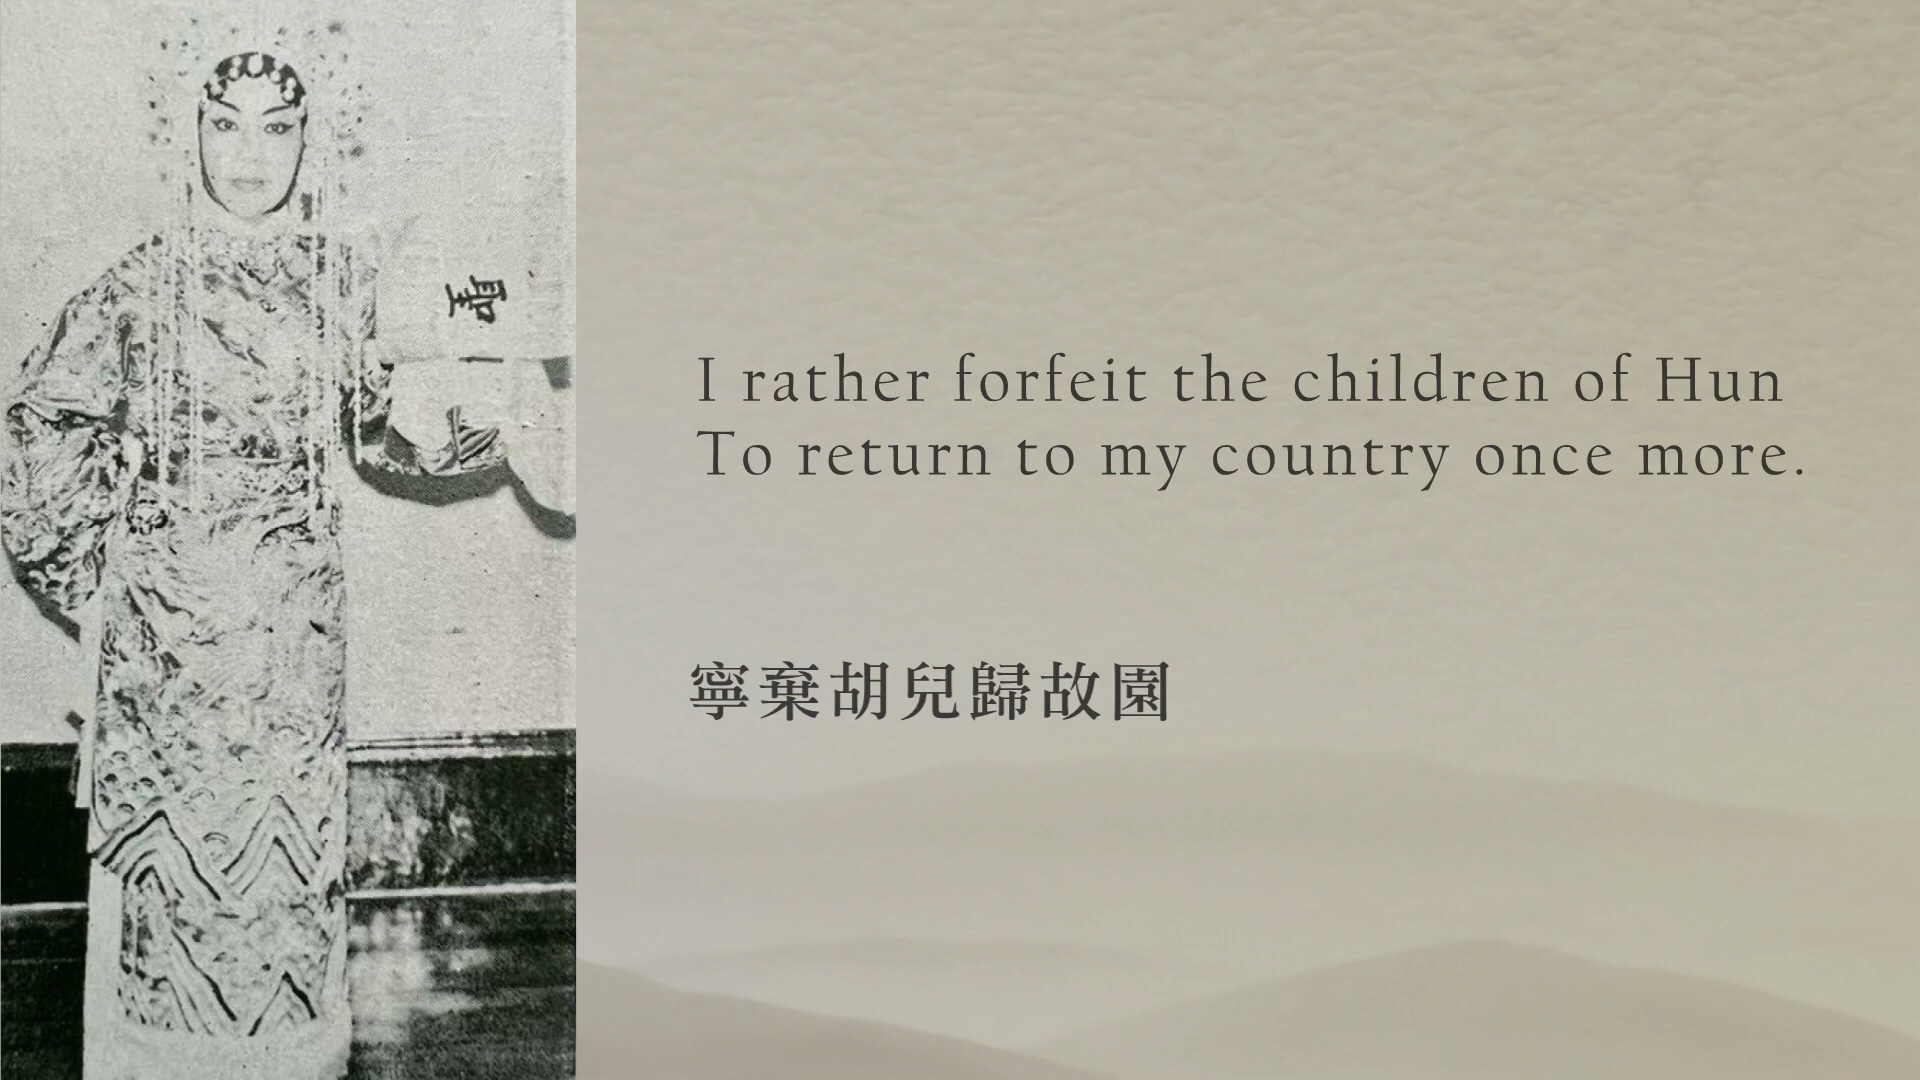 聖
I rather forfeit the children of Hun
To return to my country once more.
寧棄胡兒歸故園